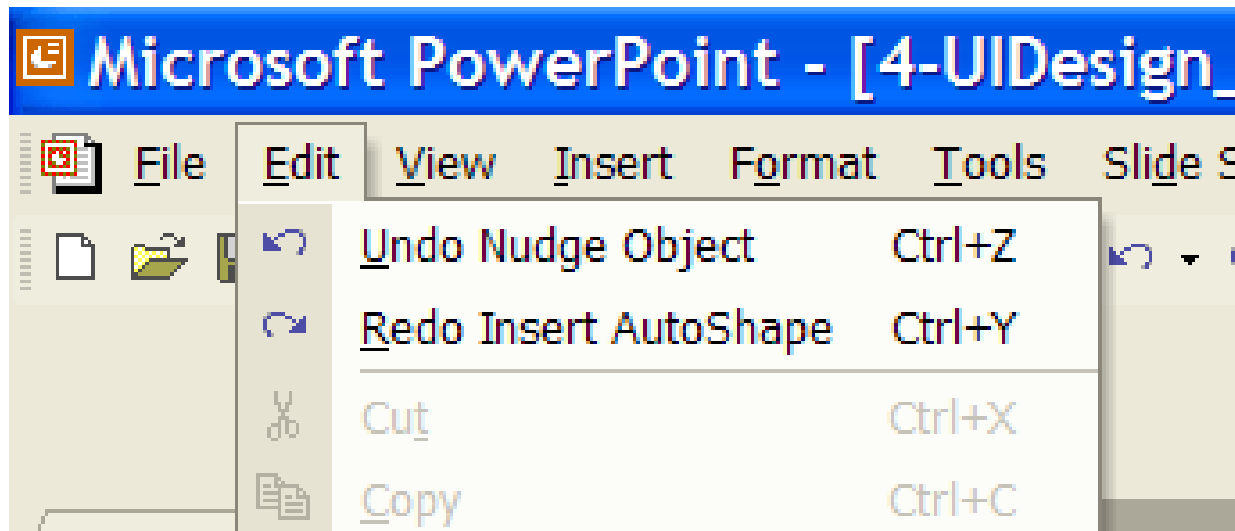 Microsoft PowerPoint - [4-UIDesign_
File Edit View Insert Format Tools Slide S
Undo Nudge Object Ctrl+Z
Redo Insert AutoShape Ctrl+Y
Cut Ctrl+X
Copy Ctrl+C